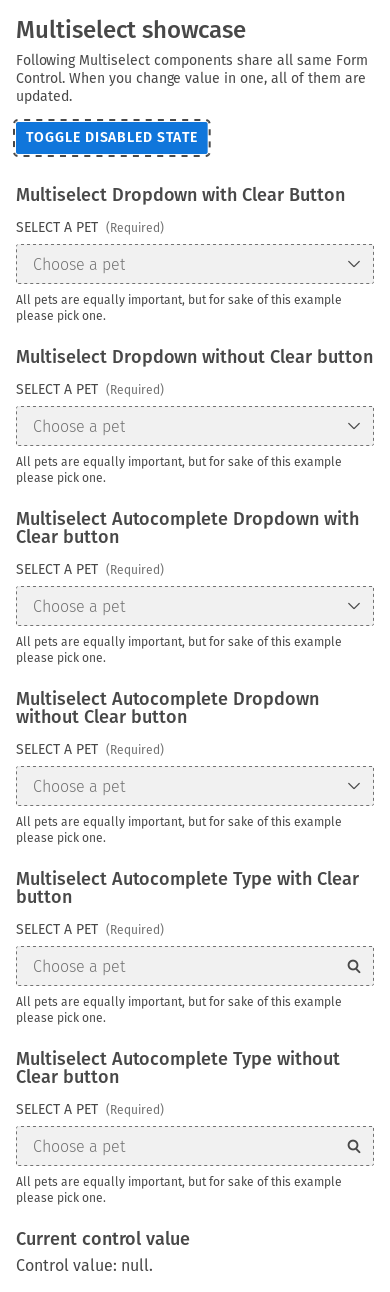 Multiselect showcase
Following Multiselect components share all same Form
Control. When you change value in one, all of them are
updated.
TOGGLE DISABLED STATE
Multiselect Dropdown with Clear Button
SELECT A PET (Required)
Choose a pet
All pets are equally important, but for sake of this example
please pick one.
Multiselect Dropdown without Clear button
SELECT A PET (Required)
Choose a pet
All pets are equally important, but for sake of this example
please pick one.
Multiselect Autocomplete Dropdown with
Clear button
SELECT A PET (Required)
Choose a pet
All pets are equally important, but for sake of this example
please pick one.
Multiselect Autocomplete Dropdown
without Clear button
SELECT A PET (Required)
Choose a pet
All pets are equally important, but for sake of this example
please pick one.
Multiselect Autocomplete Type with Clear
button
SELECT A PET (Required)
Choose a pet
All pets are equally important, but for sake of this example
please pick one.
Multiselect Autocomplete Type without
Clear button
SELECT A PET (Required)
Choose a pet
All pets are equally important, but for sake of this example
please pick one.
Current control value
Control value: null.